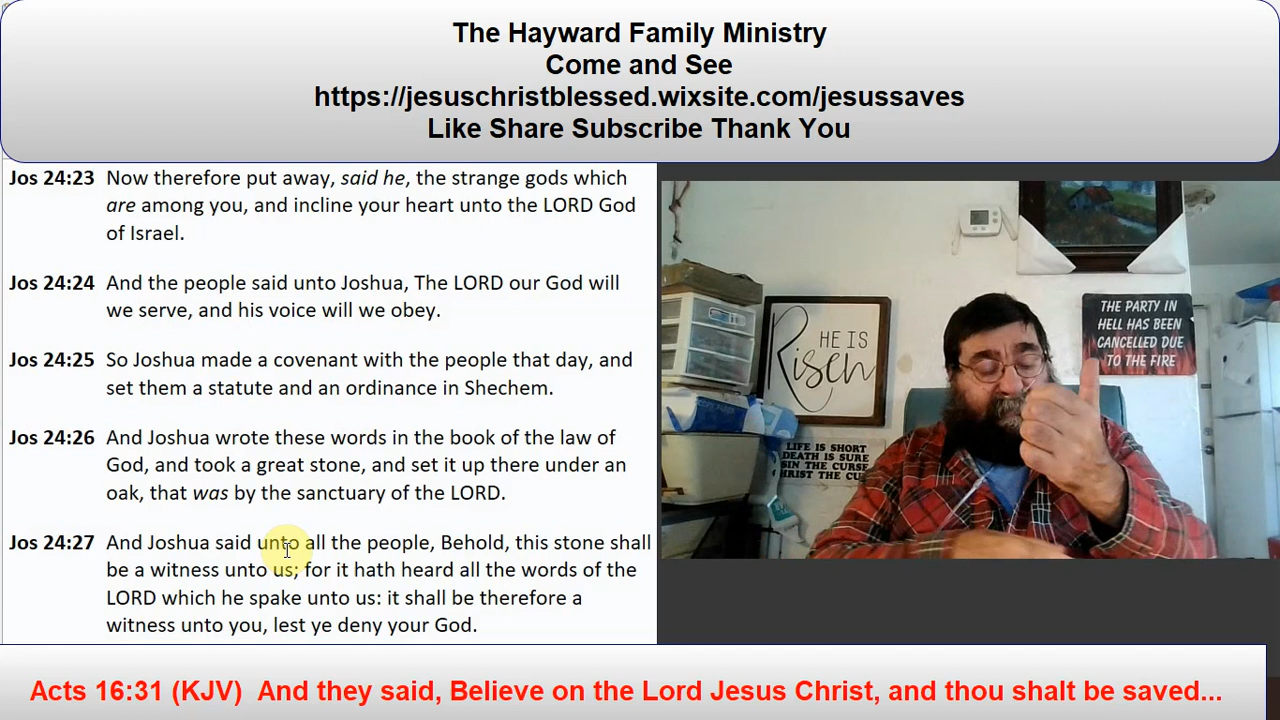 The Hayward Family Ministry
Come and See
https://jesuschristblessed.wixsite.com/jesussaves
Like Share Subscribe Thank You
Jos 24:23 Now therefore put away, said he, the strange gods which
are among you, and incline your heart unto the LORD God
of Israel.
Jos 24:24 And the people said unto Joshua, The LORD our God will
we serve, and his voice will we obey.
Jos 24:25 So Joshua made a covenant with the people that day, and
set them a statute and an ordinance in Shechem.
Jos 24:26 And Joshua wrote these words in the book of the law of
God, and took a great stone, and set it up there under an
oak, that was by the sanctuary of the LORD.
Jos 24:27 And Joshua said unto all the people, Behold, this stone shall
be a witness unto us; for it hath heard all the words of the
LORD which he spake unto us: it shall be therefore a
witness unto you, lest ye deny your God.
HE IS
Risen
THE PARTY IN
HELL HAS BEEN
CANCELLED DUE
TO THE FIRE
LIFE IS SHORT
DEATH IS SURE
SIN THE CURSE
HRIST THE CU
Acts 16:31 (KJV) And they said, Believe on the Lord Jesus Christ, and thou shalt be saved...